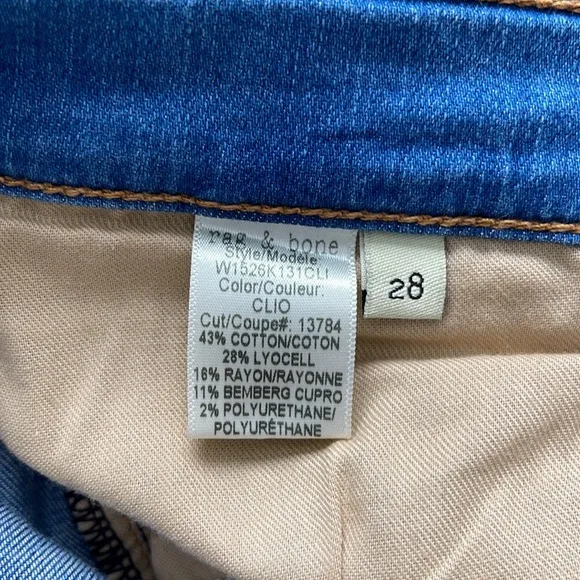 rag & bone
Style/Modèle
W1526K131CLI
Color/Couleur:
CLIO
Cut/Coupe#: 13784
43% COTTON/COTON
28% LYOCELL
16% RAYON/RAYONNE
11% BEMBERG CUPRO
2% POLYURETHANE/
POLYURÉTHANE
28